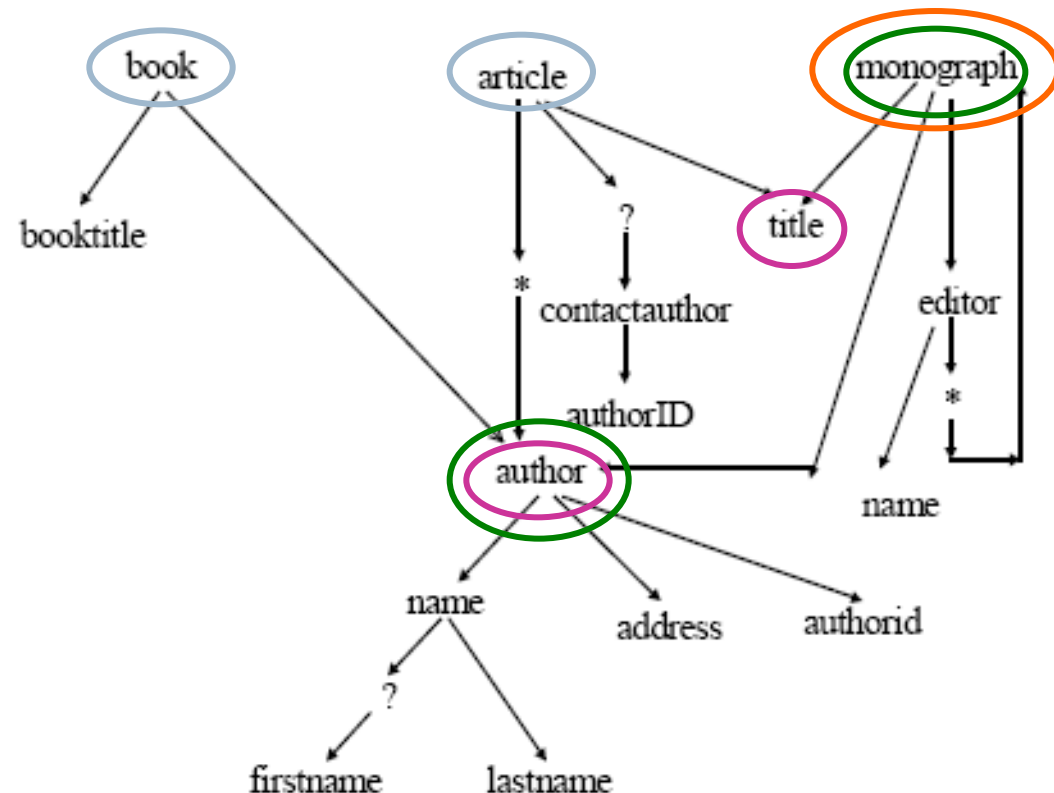 book
article
monograph
?
title
booktitle
*
contactauthor
editor
*
authorID
author
name
name
address
authorid
?
firstname
lastname